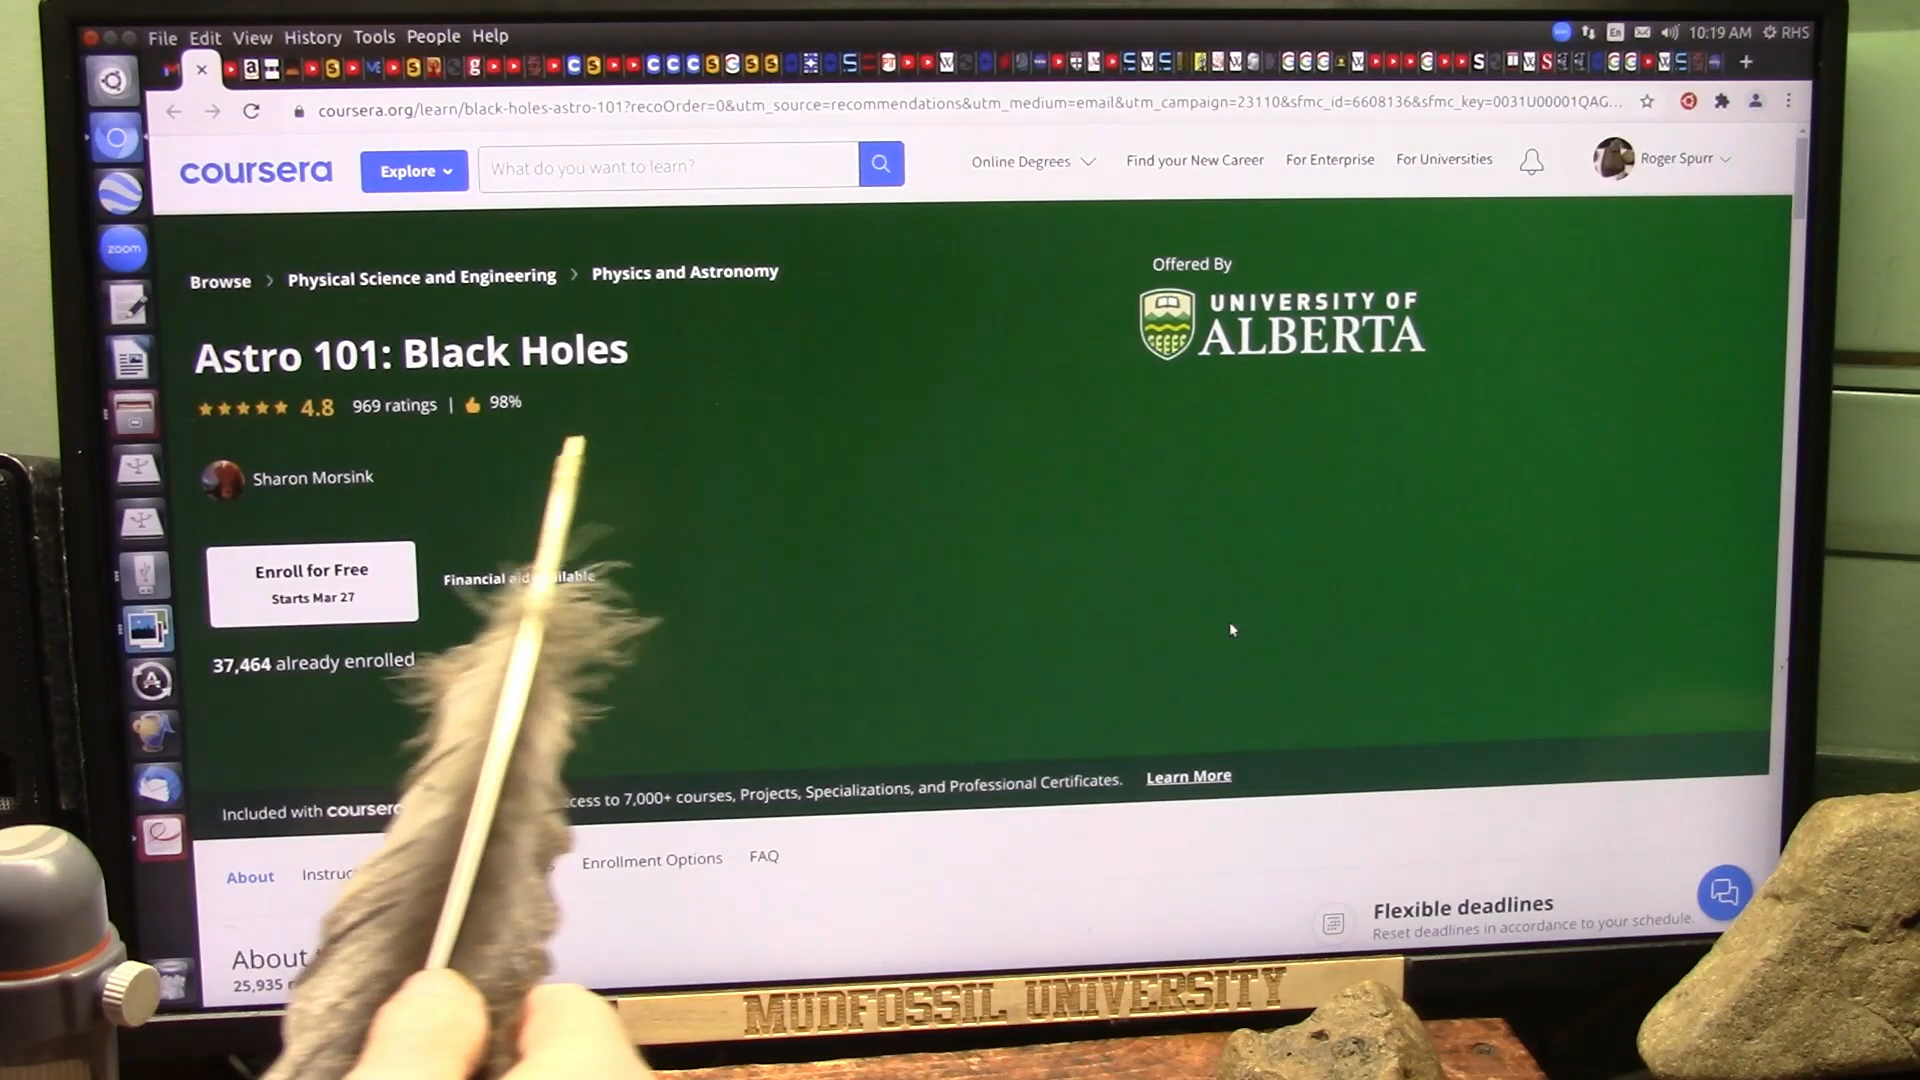 File Edit View History Tools People Help
En 10:19 AM RHS
coursera.org/learn/black-holes-astro-101?recoOrder=0&utm_source=recommendations&utm_medium=email&utm_campaign=23110&sfmc_id=6608136&sfmc_key=0031U00001QAG...
coursera Explore What do you want to learn? Online Degrees Find your New Career For Enterprise For Universities Roger Spurr
zoom
Browse > Physical Science and Engineering > Physics and Astronomy
Offered By
UNIVERSITY OF
ALBERTA
Astro 101: Black Holes
4.8 969 ratings | 98%
Sharon Morsink
Enroll for Free
Starts Mar 27
Financial
37,464 already enrolled
Included with coursera to 7,000+ courses, Projects, Specializations, and Professional Certificates. Learn More
About Enrollment Options FAQ
Flexible deadlines
Reset deadlines in accordance to your schedule.
About
25,935
MUDFOSSIL UNIVERSITY